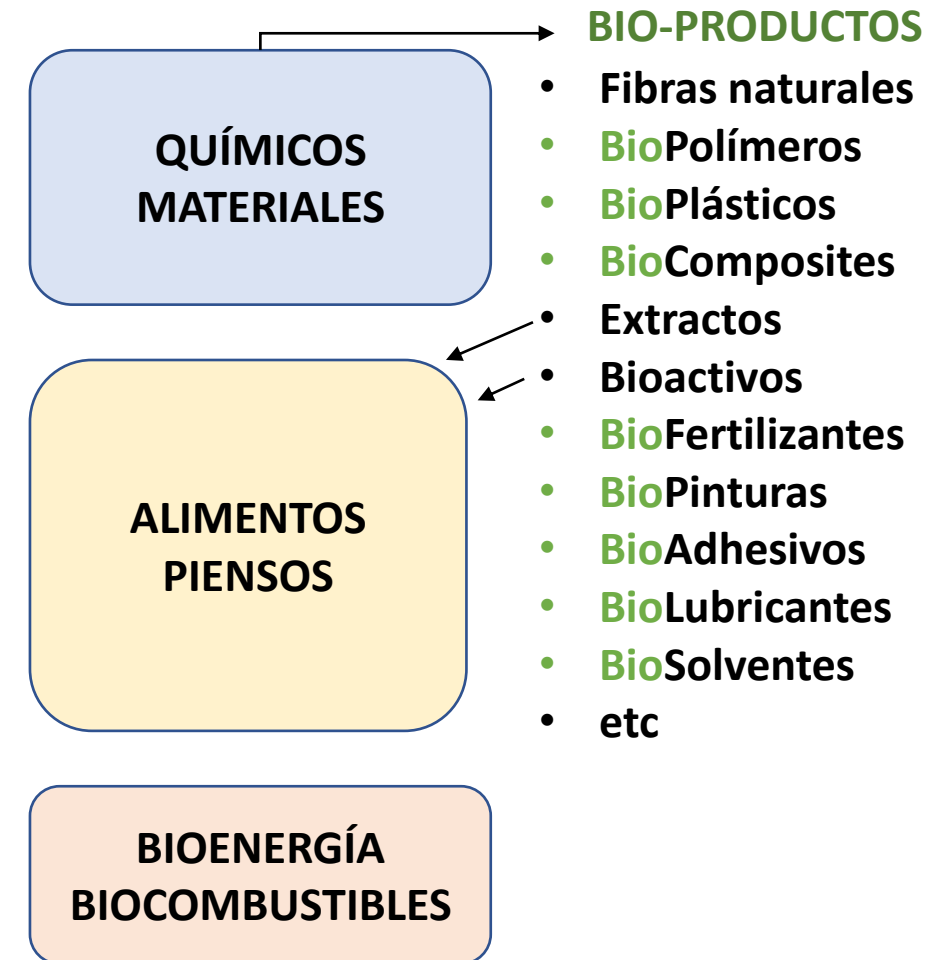 QUÍMICOS
MATERIALES
ALIMENTOS
PIENSOS
BIOENERGÍA
BIOCOMBUSTIBLES
BIO-PRODUCTOS
• Fibras naturales
• BioPolímeros
• BioPlásticos
• BioComposites
• Extractos
• Bioactivos
• BioFertilizantes
• BioPinturas
• BioAdhesivos
• BioLubricantes
• BioSolventes
• etc